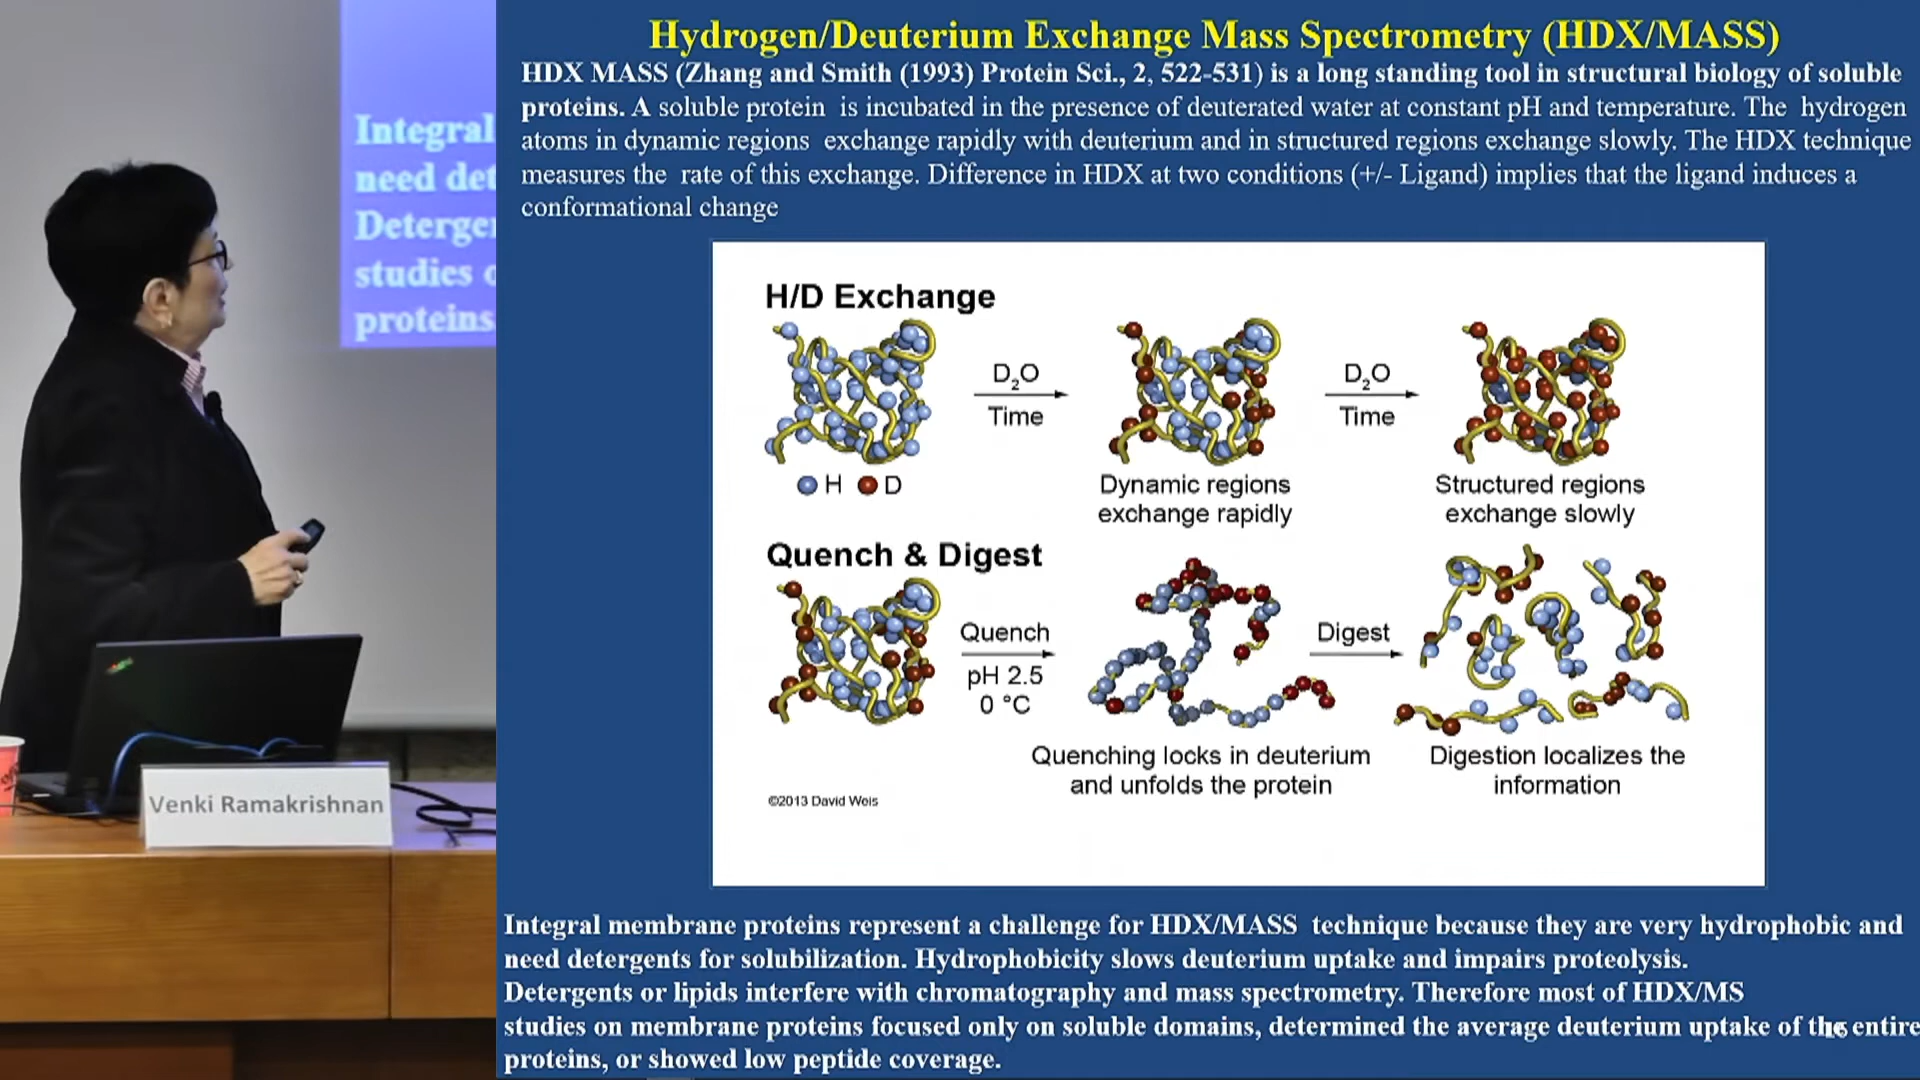 Hydrogen/Deuterium Exchange Mass Spectrometry (HDX/MASS)
HDX MASS (Zhang and Smith (1993) Protein Sci., 2, 522-531) is a long standing tool in structural biology of soluble
proteins. A soluble protein is incubated in the presence of deuterated water at constant pH and temperature. The hydrogen
atoms in dynamic regions exchange rapidly with deuterium and in structured regions exchange slowly. The HDX technique
measures the rate of this exchange. Difference in HDX at two conditions (+/- Ligand) implies that the ligand induces a
conformational change
Integral
need det
Deterge
studies
proteins
H/D Exchange
D₂O
Time
D₂O
Time
H D
Dynamic regions
exchange rapidly
Structured regions
exchange slowly
Quench & Digest
Quench
pH 2.5
0 °C
Digest
Quenching locks in deuterium
and unfolds the protein
Digestion localizes the
information
©2013 David Weis
Venki Ramakrishnan
Integral membrane proteins represent a challenge for HDX/MASS technique because they are very hydrophobic and
need detergents for solubilization. Hydrophobicity slows deuterium uptake and impairs proteolysis.
Detergents or lipids interfere with chromatography and mass spectrometry. Therefore most of HDX/MS
studies on membrane proteins focused only on soluble domains, determined the average deuterium uptake of the entire
proteins, or showed low peptide coverage.